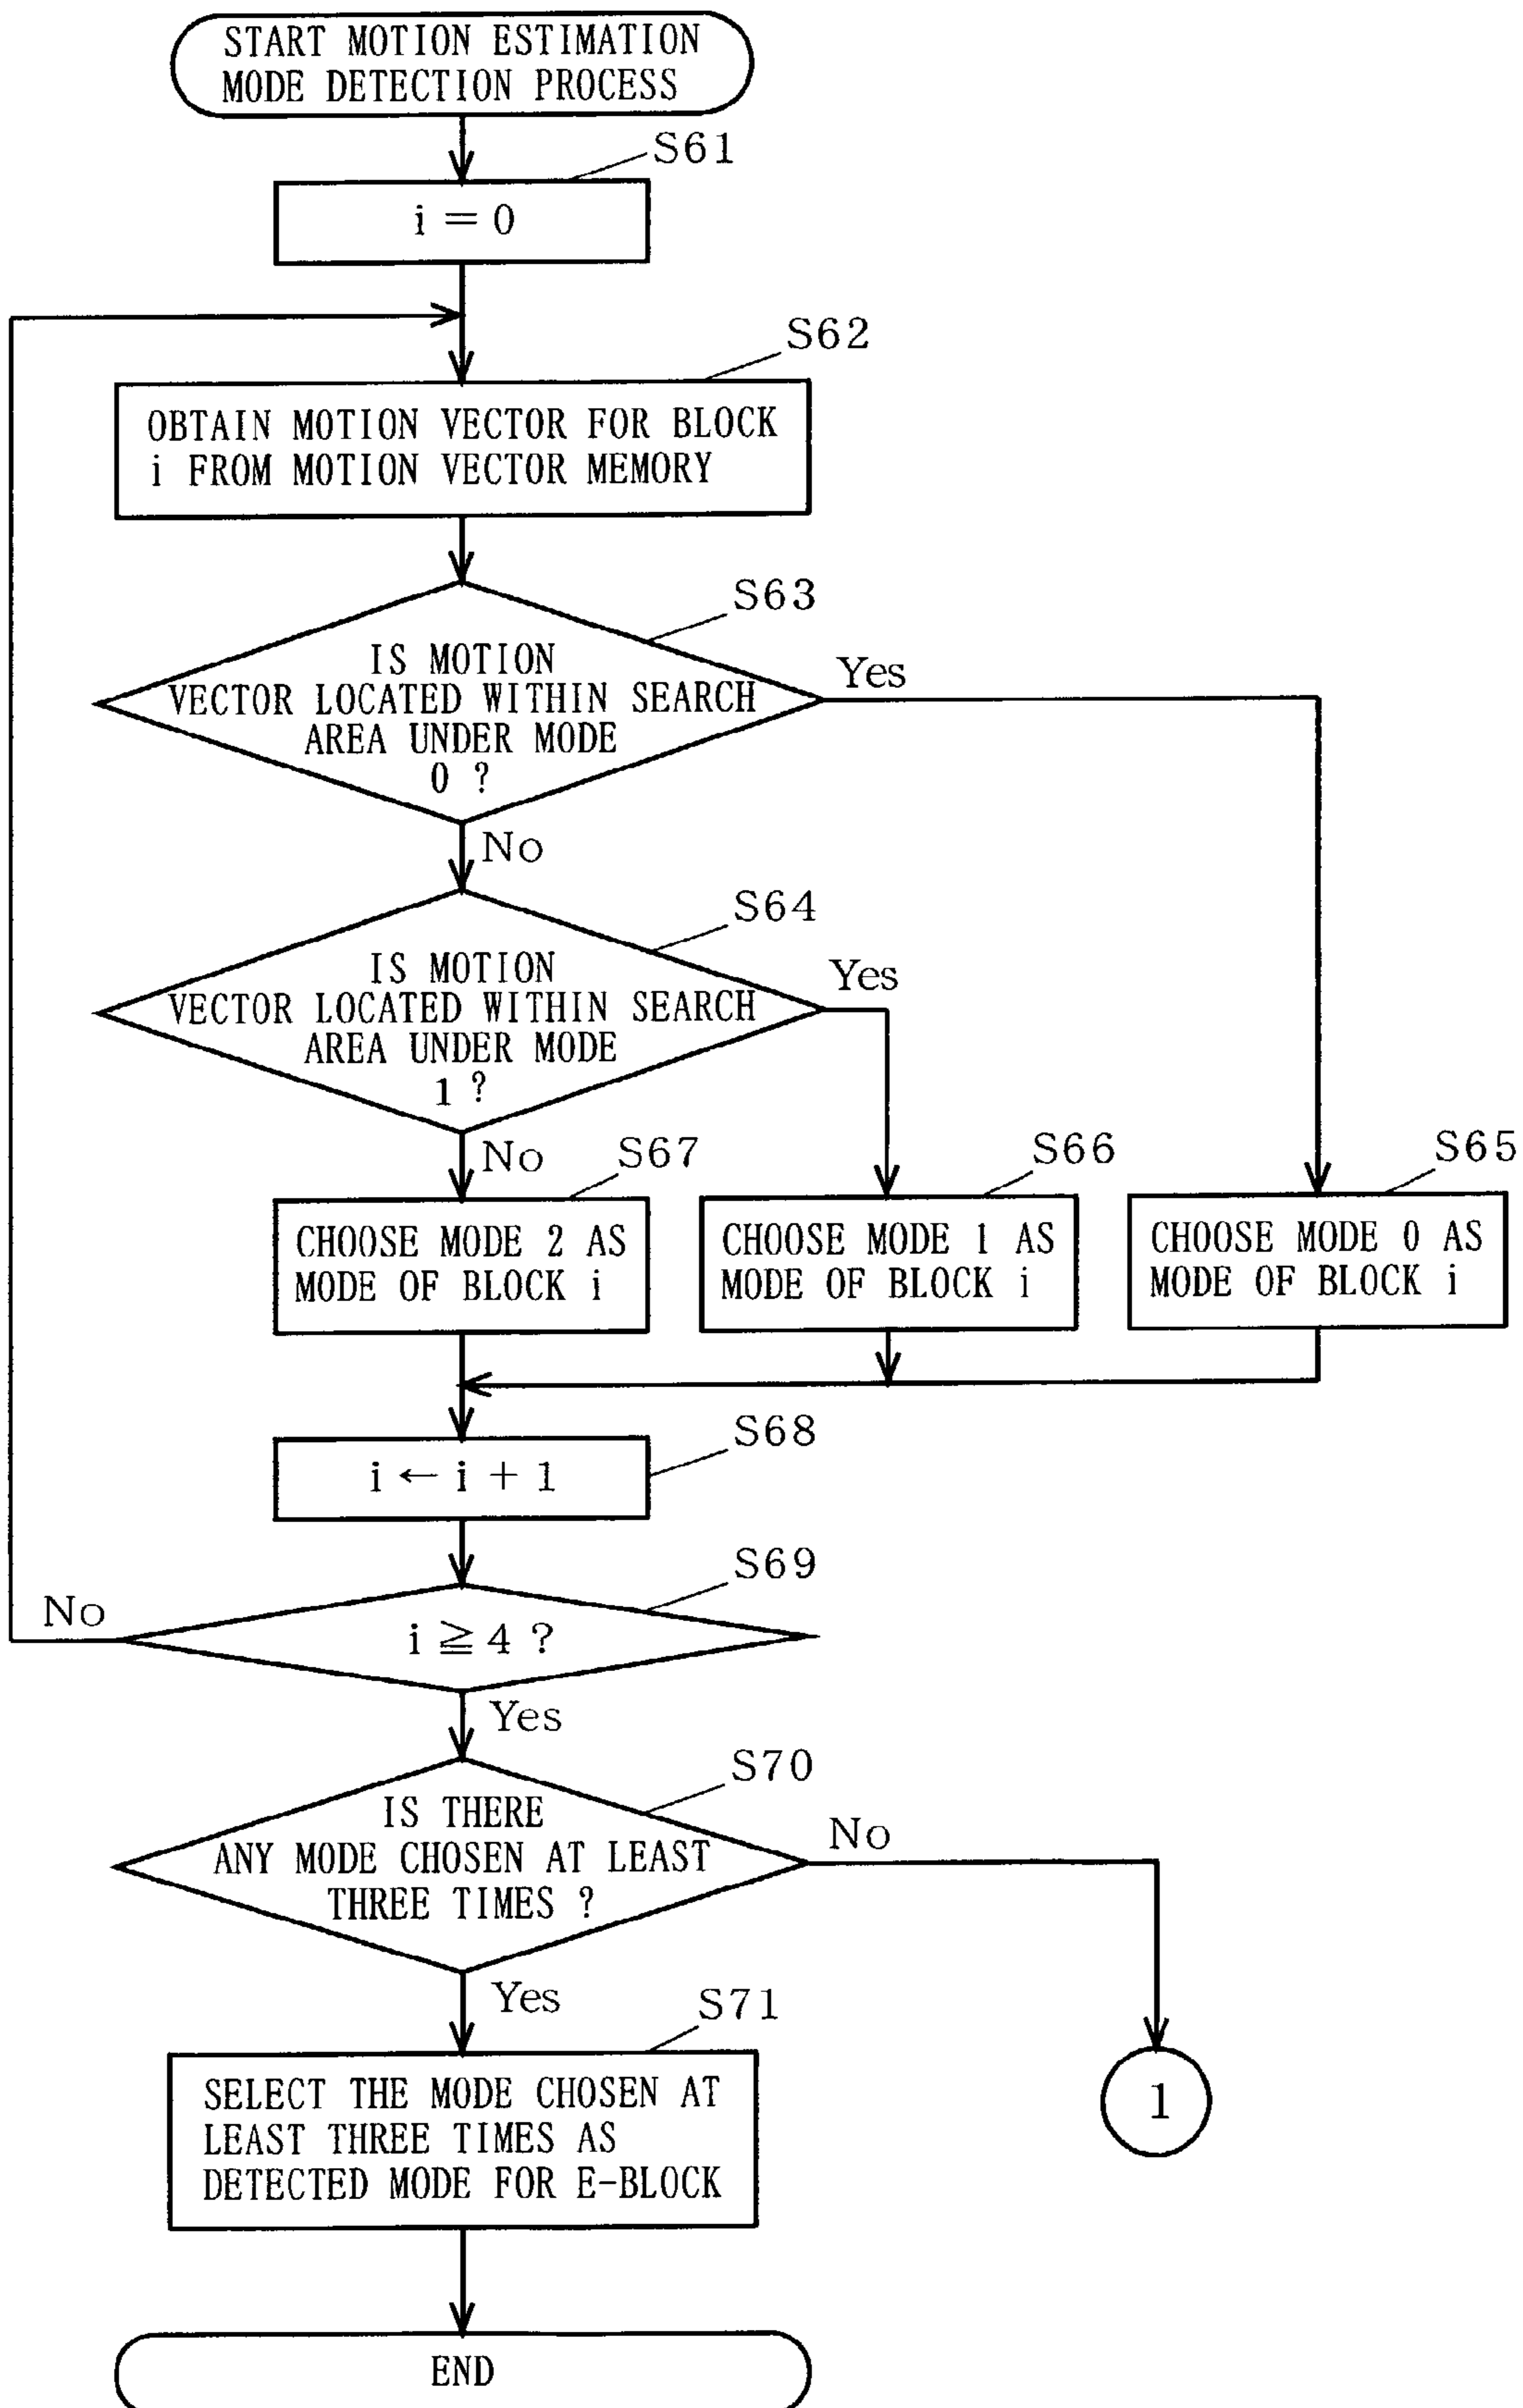 START MOTION ESTIMATION
MODE DETECTION PROCESS
S61
i = 0
S62
OBTAIN MOTION VECTOR FOR BLOCK
i FROM MOTION VECTOR MEMORY
S63
IS MOTION
VECTOR LOCATED WITHIN SEARCH
AREA UNDER MODE
0 ?
Yes
No
S64
IS MOTION
VECTOR LOCATED WITHIN SEARCH
AREA UNDER MODE
1 ?
Yes
No
S67
S66
S65
CHOOSE MODE 2 AS
MODE OF BLOCK i
CHOOSE MODE 1 AS
MODE OF BLOCK i
CHOOSE MODE 0 AS
MODE OF BLOCK i
S68
i ← i + 1
S69
No
i ≧ 4 ?
Yes
S70
IS THERE
ANY MODE CHOSEN AT LEAST
THREE TIMES ?
No
Yes
S71
SELECT THE MODE CHOSEN AT
LEAST THREE TIMES AS
DETECTED MODE FOR E-BLOCK
1
END